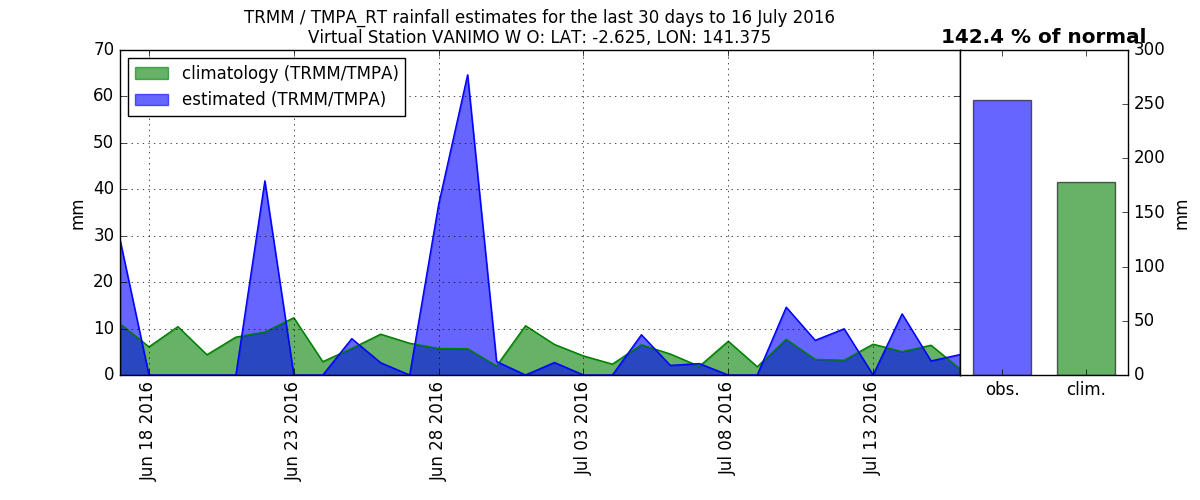 TRMM / TMPA_RT rainfall estimates for the last 30 days to 16 July 2016
Virtual Station VANIMO W O: LAT: -2.625, LON: 141.375
142.4 % of normal
climatology (TRMM/TMPA)
estimated (TRMM/TMPA)
mm
70
60
50
40
30
20
10
0
Jun 18 2016
Jun 23 2016
Jun 28 2016
Jul 03 2016
Jul 08 2016
Jul 13 2016
300
250
200
150
100
50
0
mm
obs.
clim.